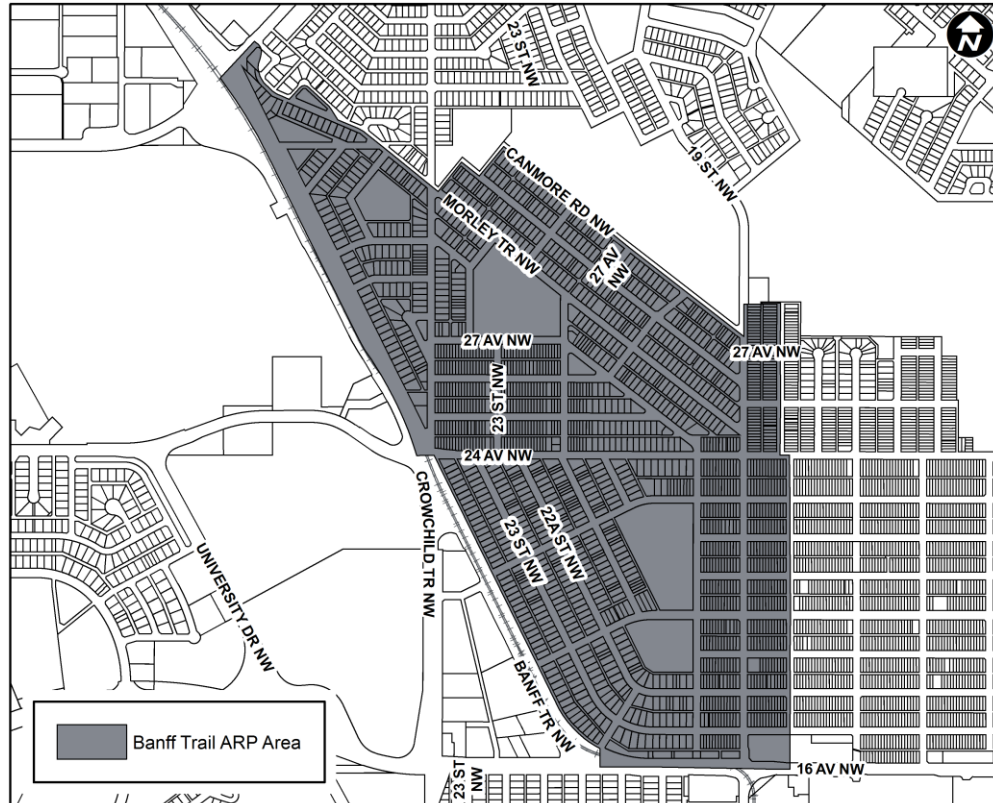 23 ST NW
N
19 ST NW
CANMORE RD NW
MORLEY TR NW
27 AV
NW
27 AV NW
27 AV NW
23 ST NW
24 AV NW
CROWCHILD TR NW
23 ST NW
22A ST NW
UNIVERSITY DR NW
BANFF TR NW
Banff Trail ARP Area
16 AV NW
23 ST
NW